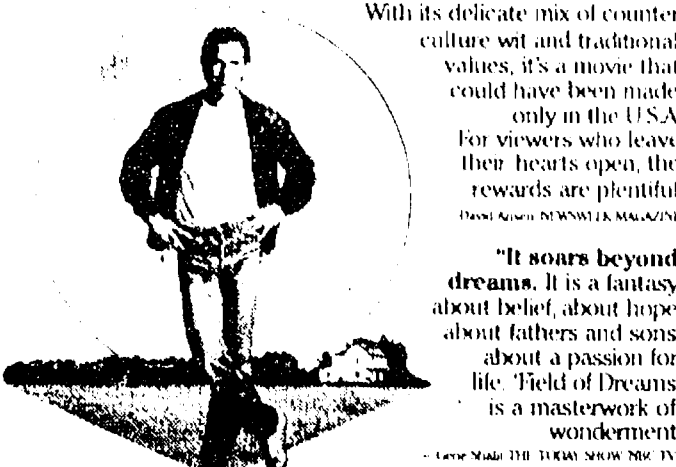 With its delicate mix of counter
culture wit and traditional
values, it's a movie that
could have been made
only in the U.S.A
For viewers who leave
their hearts open, the
rewards are plentiful
David Ansen NEWSWEEK MAGAZINE
"It soars beyond
dreams. It is a fantasy
about belief, about hope
about fathers and sons
about a passion for
life. 'Field of Dreams
is a masterwork of
wonderment
- Gene Shalit THE TODAY SHOW NBC TV